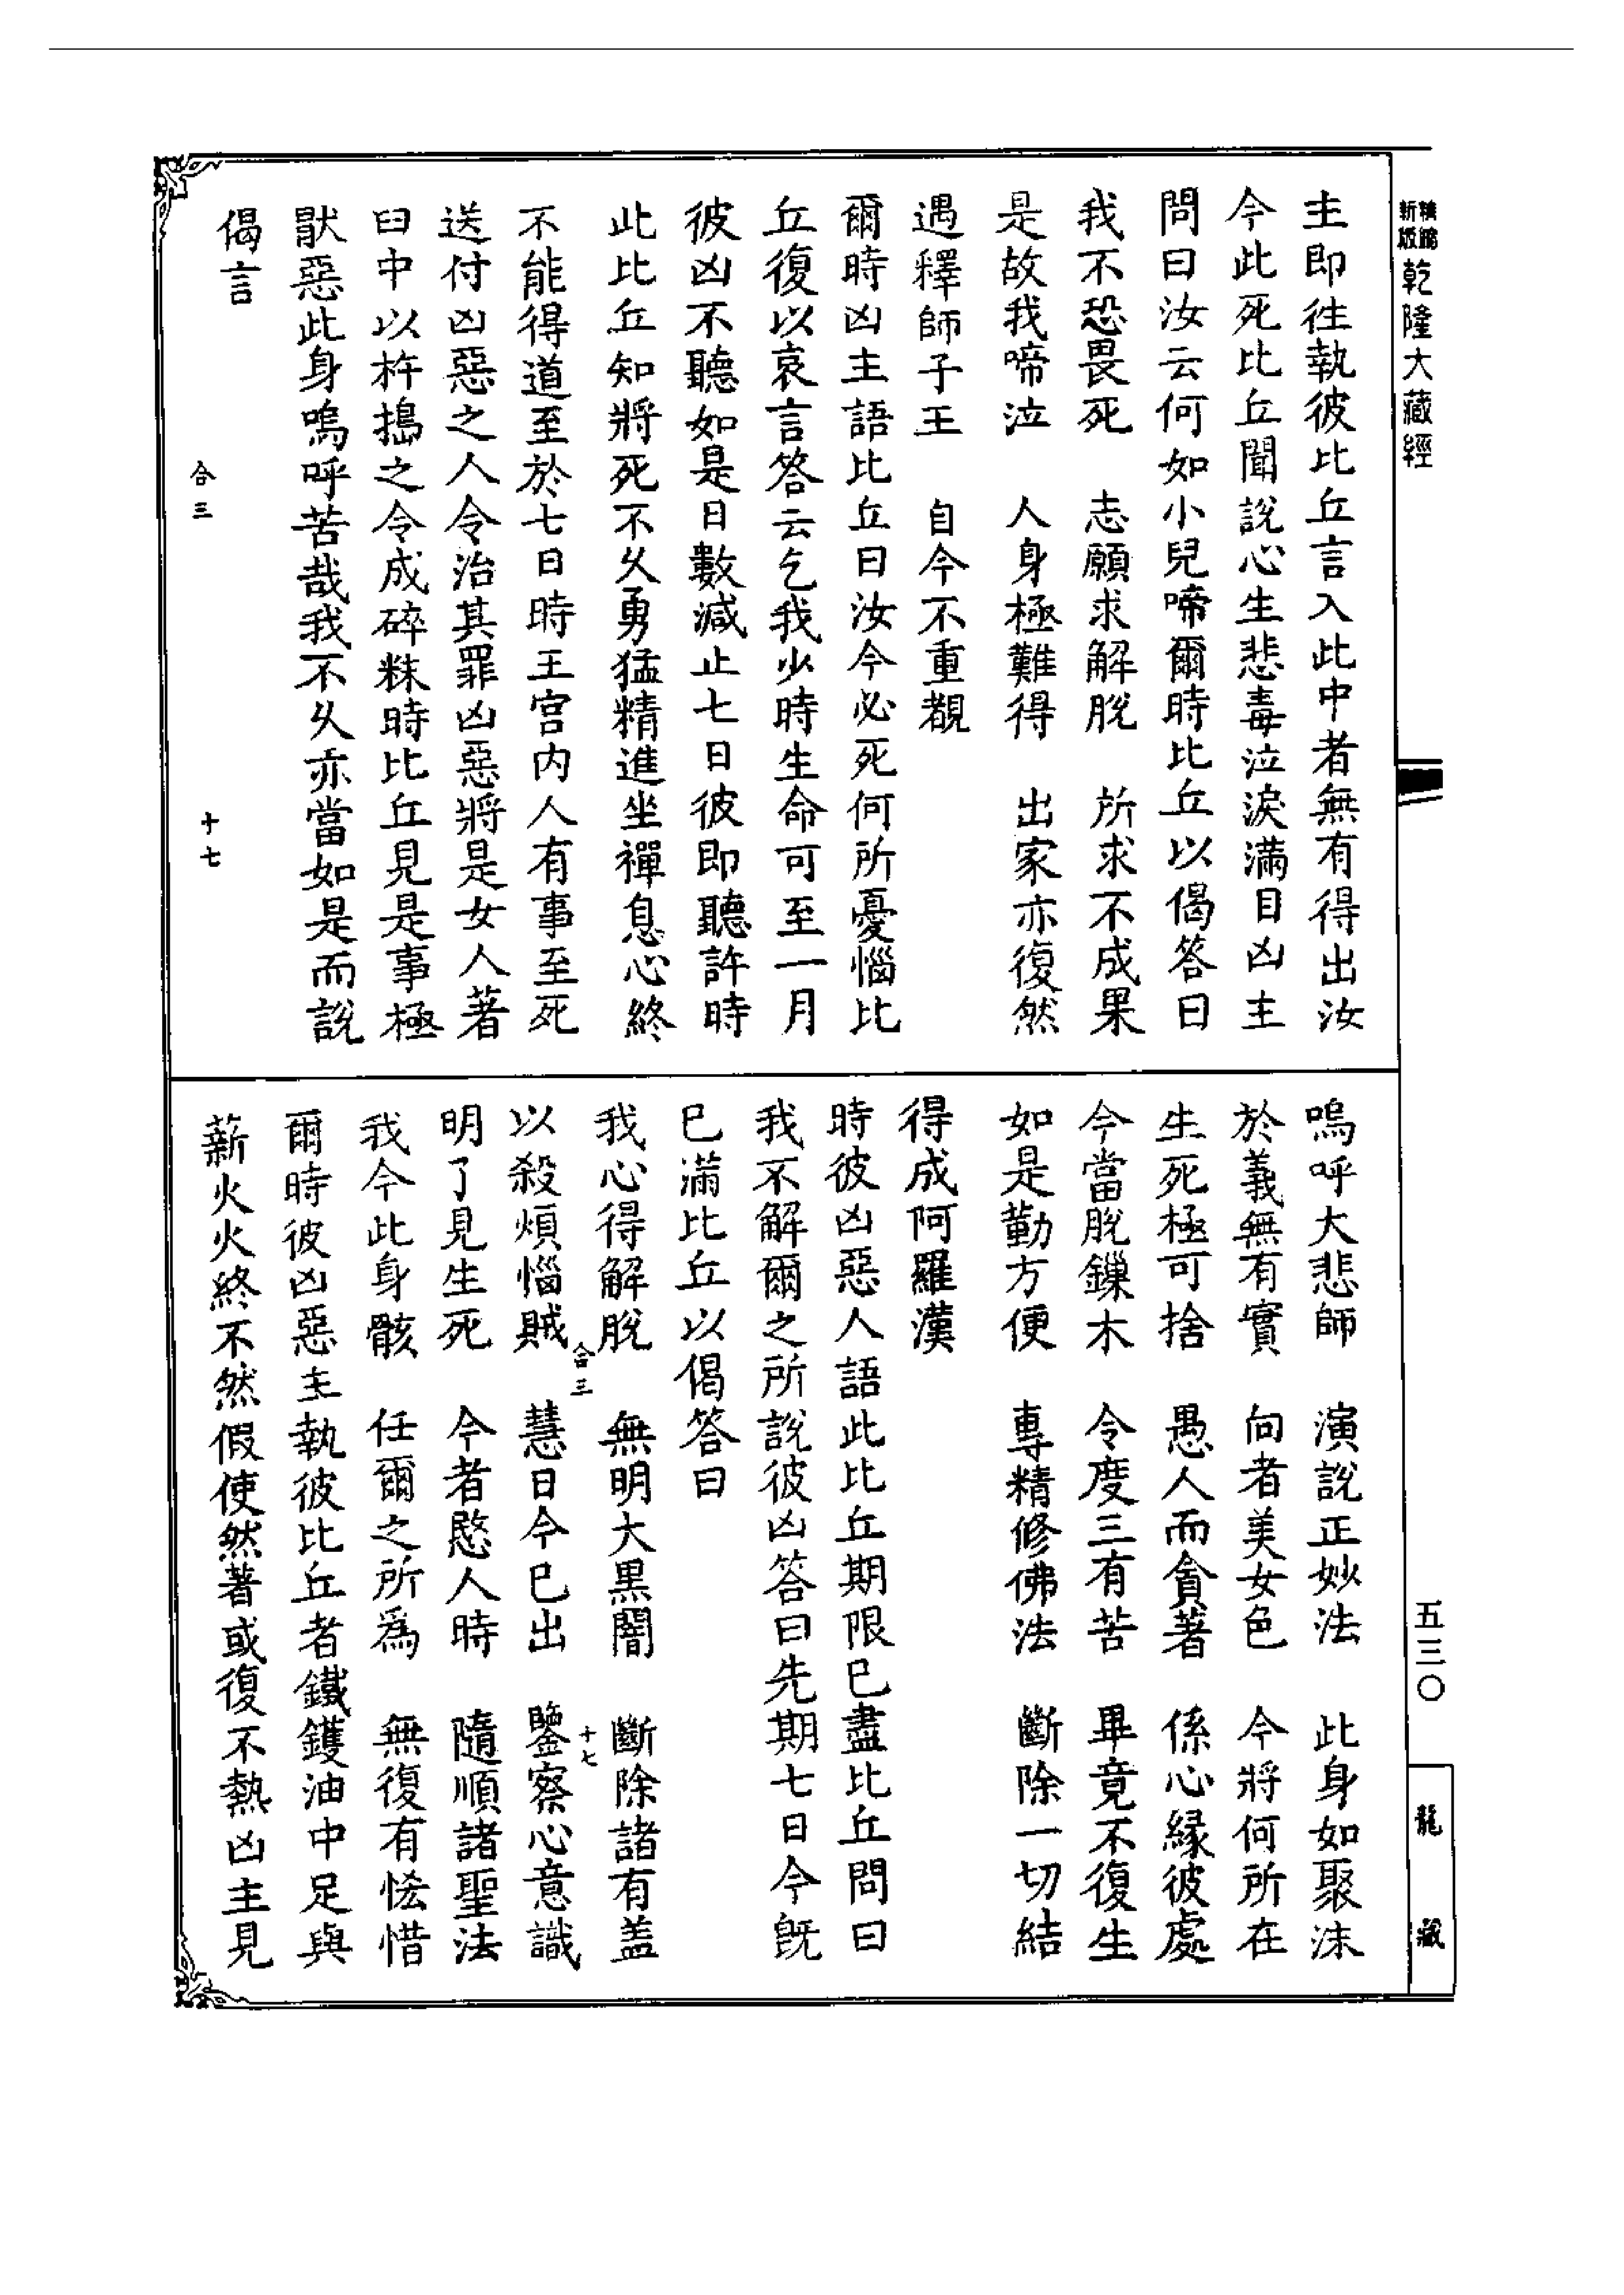 新編縮版 乾隆大藏經
主即往執彼比丘言入此中者無有得出汝
今此死比丘聞說心生悲毒泣淚滿目凶主
問曰汝云何如小兒啼爾時比丘以偈答曰
我不恐畏死　志願求解脫　所求不成果
是故我啼泣　人身極難得　出家亦復然
遇釋師子王　自今不重覩
爾時凶主語比丘曰汝今必死何所憂惱比
丘復以哀言答云乞我少時生命可至一月
彼凶不聽如是日數減止七日彼即聽許時
此比丘知將死不久勇猛精進坐禪息心終
不能得道至於七日時王宮內人有事至死
送付凶惡之人令治其罪凶惡將是女人著
臼中以杵搗之令成碎粖時比丘見是事極
猒惡此身嗚呼苦哉我不久亦當如是而說
偈言
合三　十七
嗚呼大悲師　演說正妙法　此身如聚沫
於義無有實　向者美女色　今將何所在
生死極可捨　愚人而貪著　係心緣彼處
今當脫鏁木　令度三有苦　畢竟不復生
如是勤方便　專精修佛法　斷除一切結
得成阿羅漢
時彼凶惡人語此比丘期限已盡比丘問曰
我不解爾之所說彼凶答曰先期七日今既
已滿比丘以偈答曰
我心得解脫　無明大黑闇　斷除諸有蓋
合三　十七
以殺煩惱賊　慧日今已出　鑒察心意識
明了見生死　今者愍人時　隨順諸聖法
我今此身骸　任爾之所為　無復有恡惜
爾時彼凶惡主執彼比丘者鐵鑊油中足與
薪火火終不然假使然著或復不熱凶主見
五三〇
龍藏